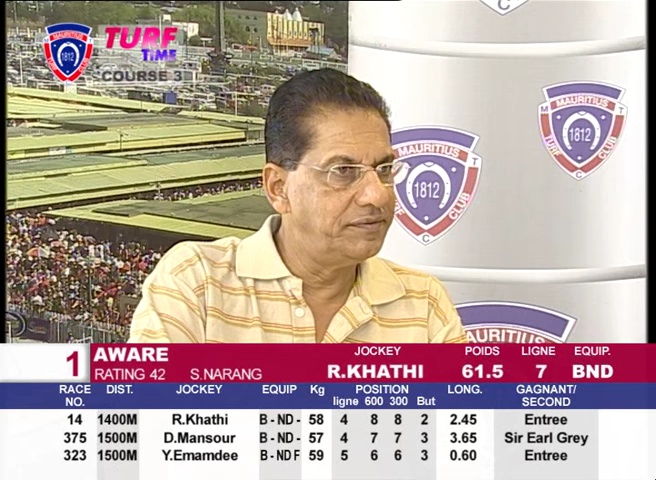 MAURITIUS
1812
TURF
TIME
COURSE 3
MAURITIUS
1812
TURF
CLUB
MAURITIUS
1812
TURF
CLUB
MAURITIUS
1 AWARE JOCKEY POIDS LIGNE EQUIP.
RATING 42 S.NARANG R.KHATHI 61.5 7 BND
RACE NO. DIST. JOCKEY EQUIP Kg POSITION LONG. GAGNANT/ SECOND
ligne 600 300 But
14 1400M R.Khathi B - ND - 58 4 8 8 2 2.45 Entree
375 1500M D.Mansour B - ND - 57 4 7 7 3 3.65 Sir Earl Grey
323 1500M Y.Emamdee B - ND F 59 5 6 6 3 0.60 Entree